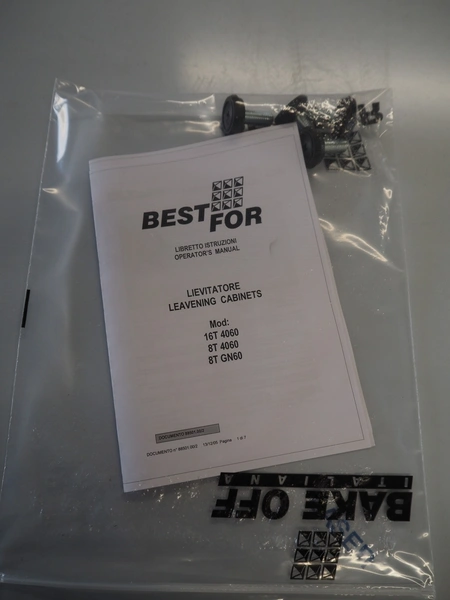 BEST FOR
LIBRETTO ISTRUZIONI
OPERATOR'S MANUAL
LIEVITATORE
LEAVENING CABINETS
Mod:
16T 4060
8T 4060
8T GN60
BAKE OFF
ITALIANA